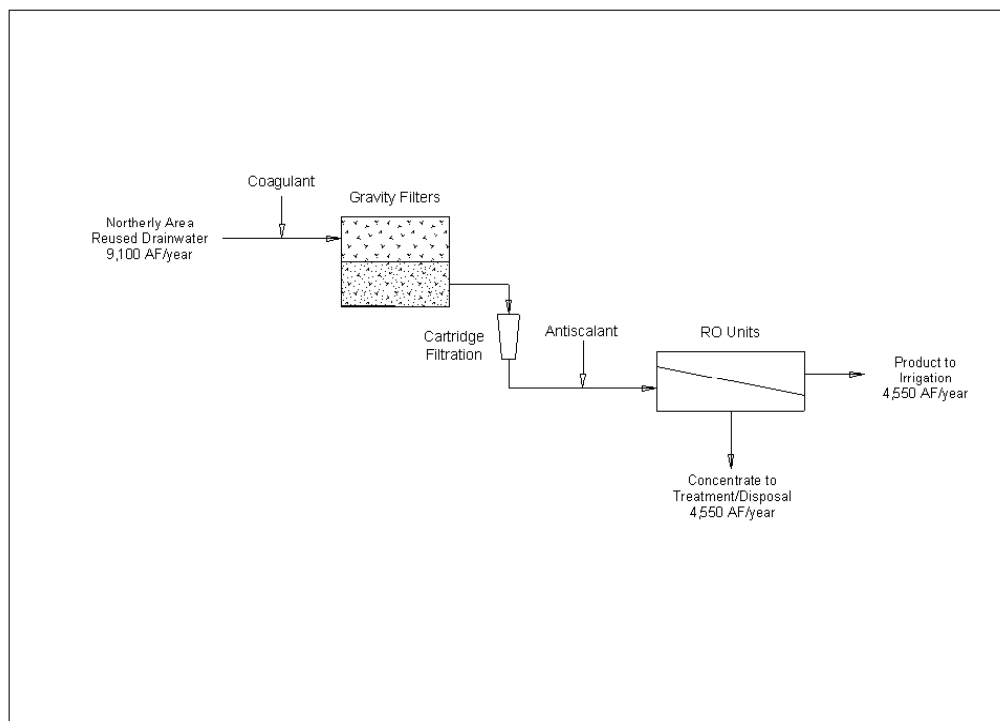 Coagulant
Gravity Filters
Northerly Area
Reused Drainwater
9,100 AF/year
Cartridge
Filtration
Antiscalant
RO Units
Product to
Irrigation
4,550 AF/year
Concentrate to
Treatment/Disposal
4,550 AF/year